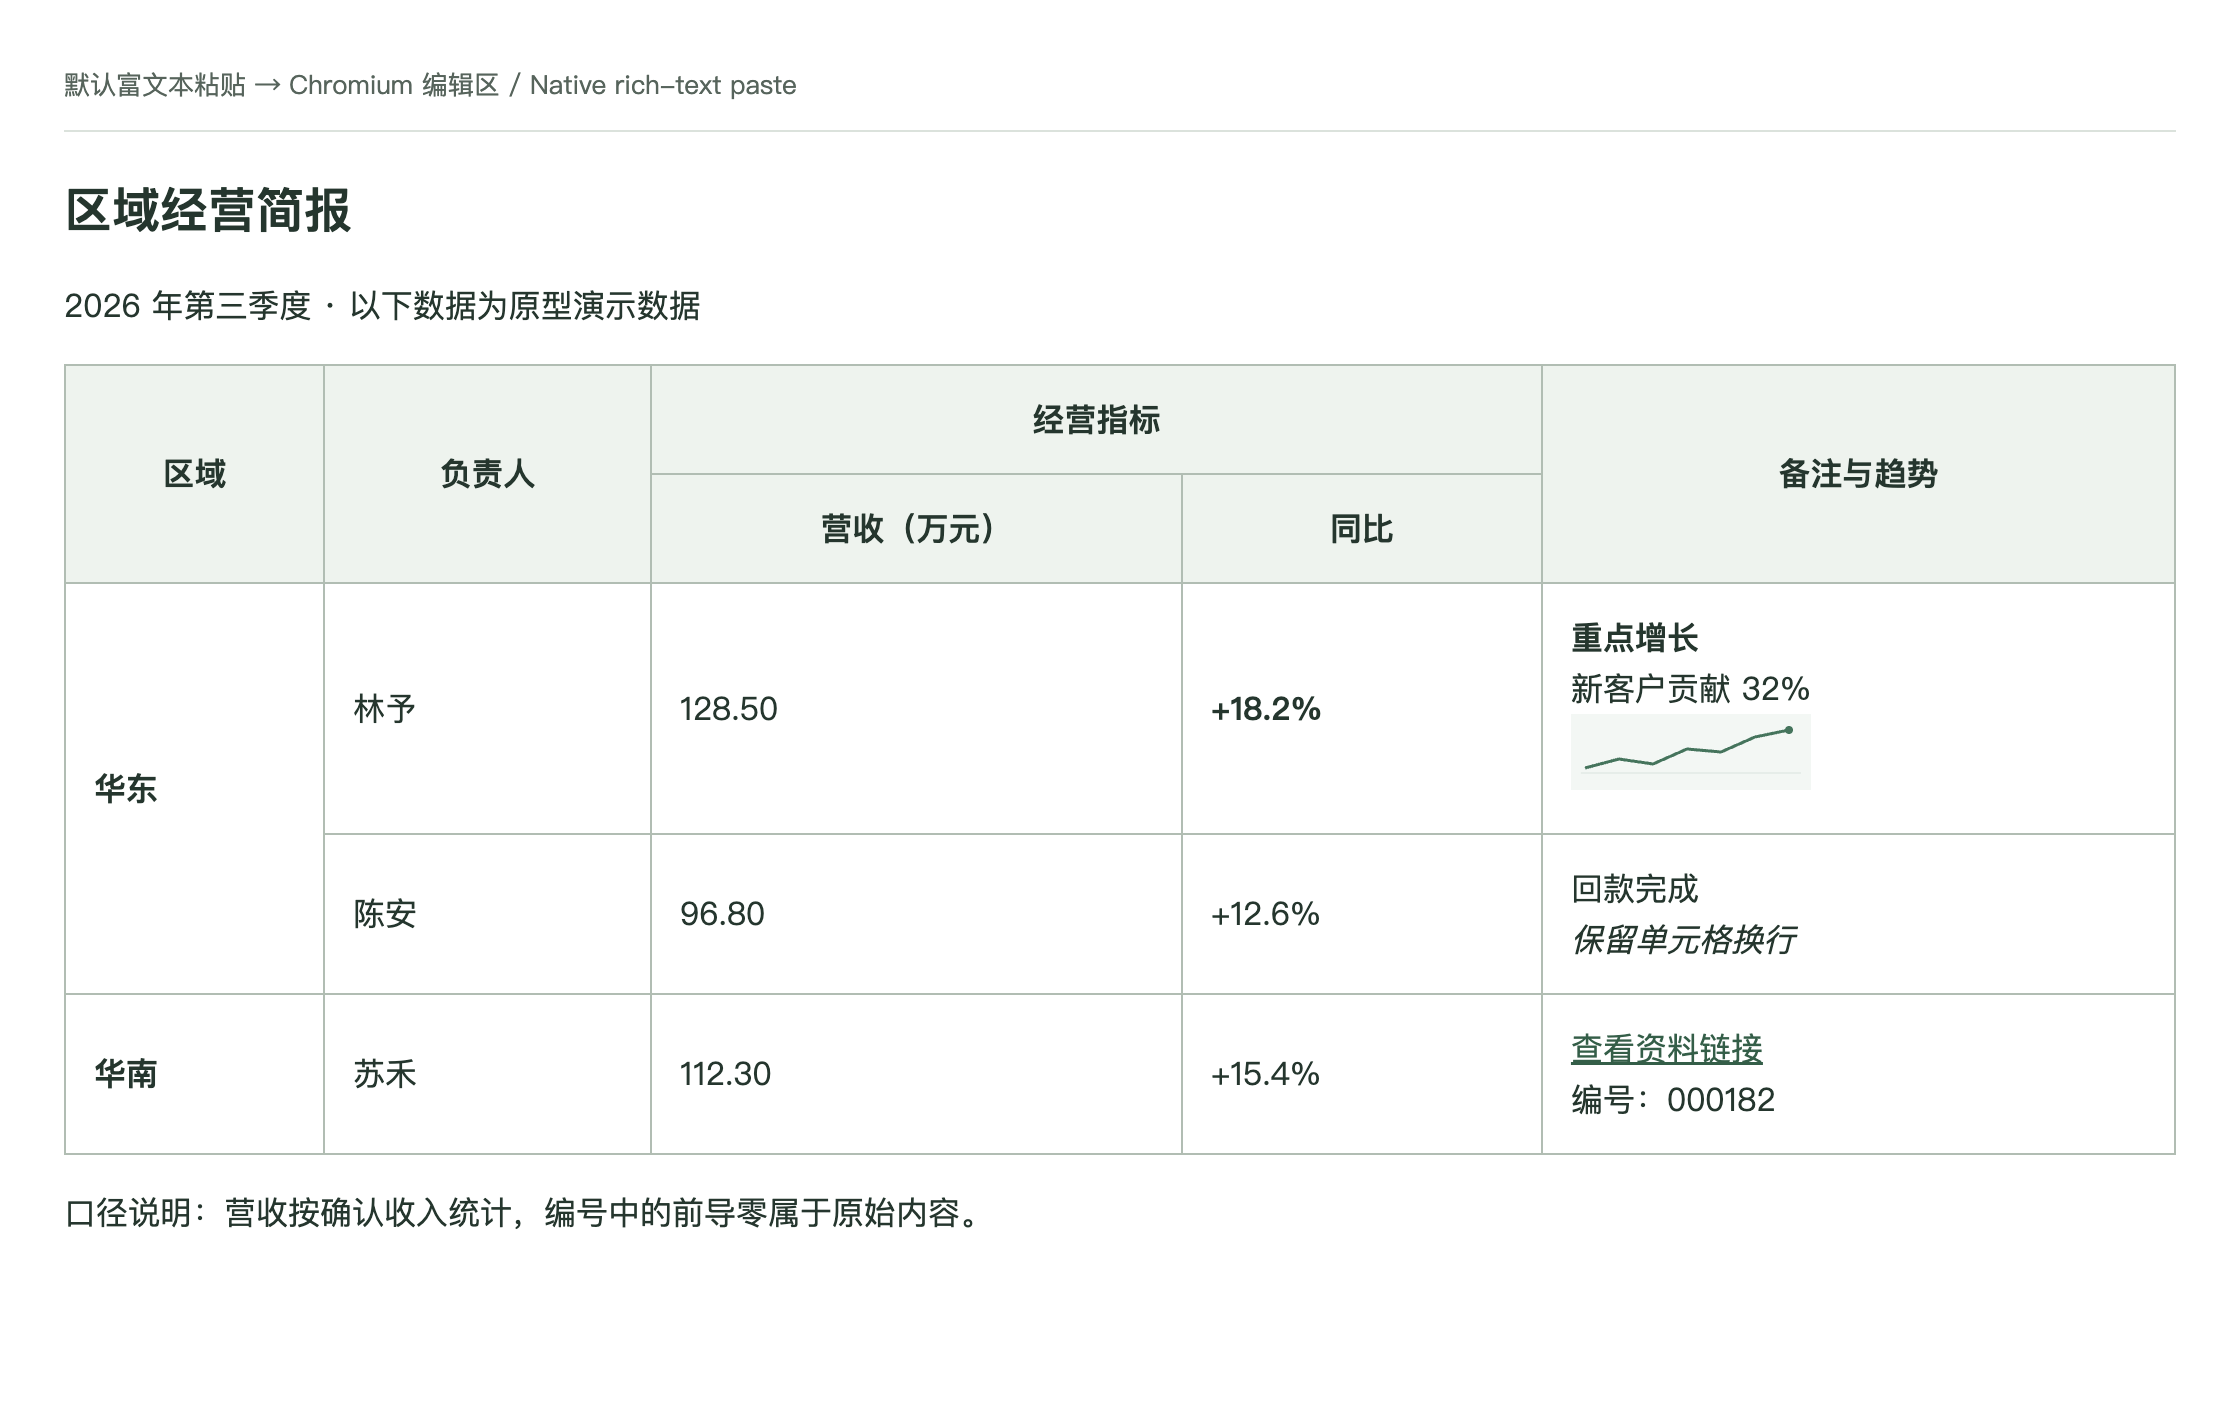 默认富文本粘贴 → Chromium 编辑区 / Native rich-text paste
区域经营简报
2026 年第三季度 · 以下数据为原型演示数据
区域
负责人
经营指标
备注与趋势
营收（万元）
同比
华东
林予
128.50
+18.2%
重点增长
新客户贡献 32%
陈安
96.80
+12.6%
回款完成
保留单元格换行
华南
苏禾
112.30
+15.4%
查看资料链接
编号：000182
口径说明：营收按确认收入统计，编号中的前导零属于原始内容。